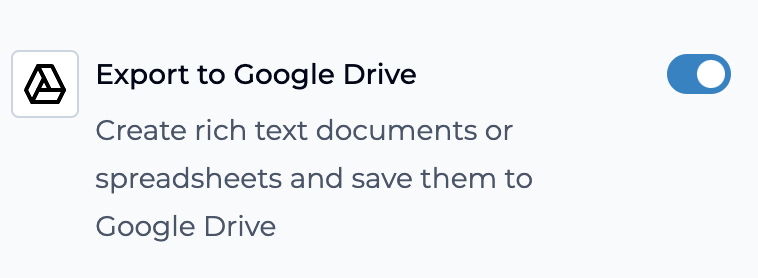 Export to Google Drive
Create rich text documents or
spreadsheets and save them to
Google Drive